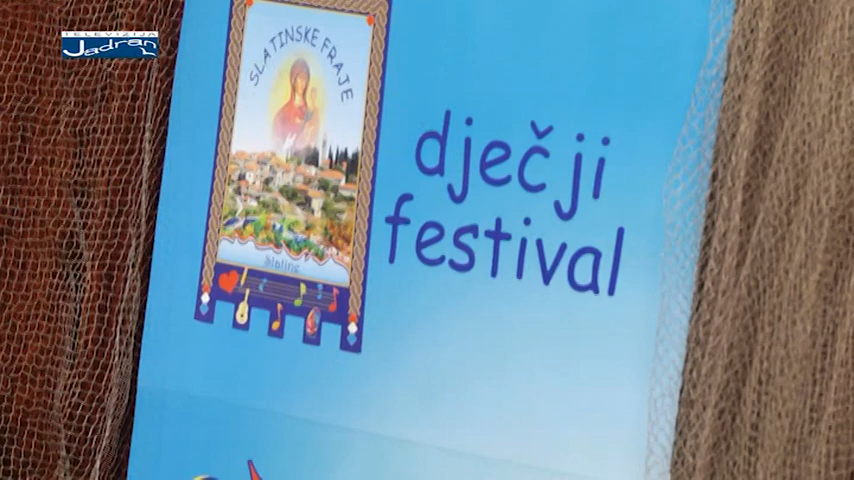 TELEVIZIJA
Jadran
SLATINSKE FRAJE
dječji
festival